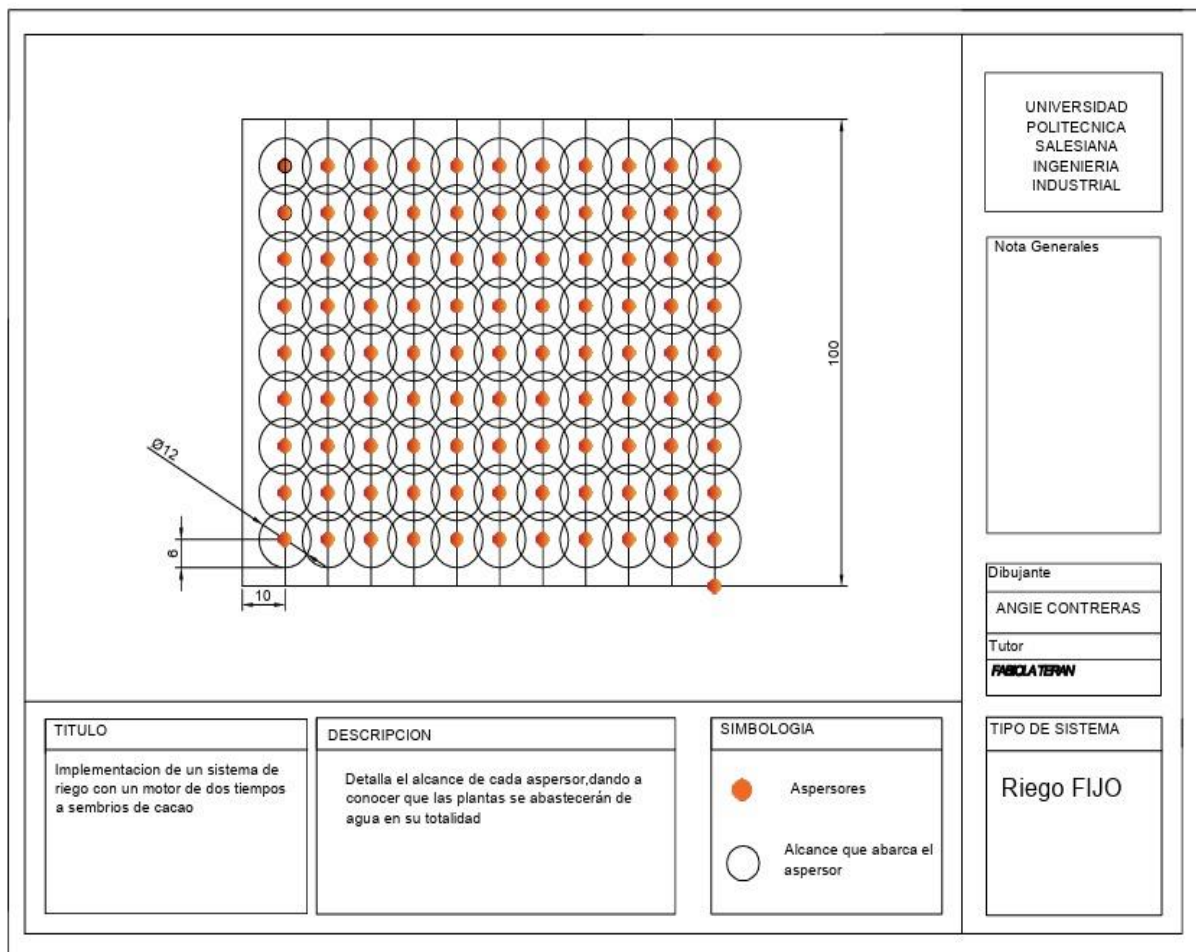 UNIVERSIDAD
POLITECNICA
SALESIANA
INGENIERIA
INDUSTRIAL
Nota Generales
100
Ø12
6
10
Dibujante
ANGIE CONTRERAS
Tutor
FABIOLA TERAN
TITULO
Implementacion de un sistema de
riego con un motor de dos tiempos
a sembrios de cacao
DESCRIPCION
Detalla el alcance de cada aspersor,dando a
conocer que las plantas se abastecerán de
agua en su totalidad
SIMBOLOGIA
Aspersores
Alcance que abarca el
aspersor
TIPO DE SISTEMA
Riego FIJO